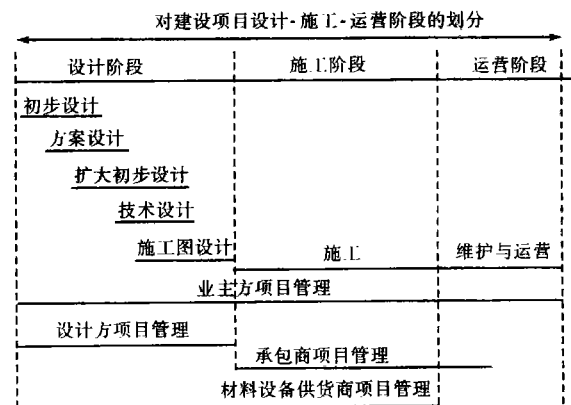 对建设项目设计-施工-运营阶段的划分
设计阶段 施工阶段 运营阶段
初步设计
方案设计
扩大初步设计
技术设计
施工图设计 施工 维护与运营
业主方项目管理
设计方项目管理
承包商项目管理
材料设备供货商项目管理